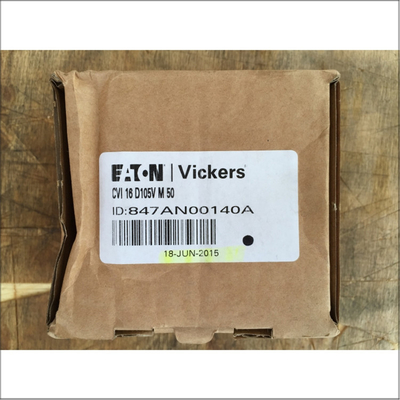 EATON | Vickers
CVI 16 D105V M 50
ID:847AN00140A
18-JUN-2015